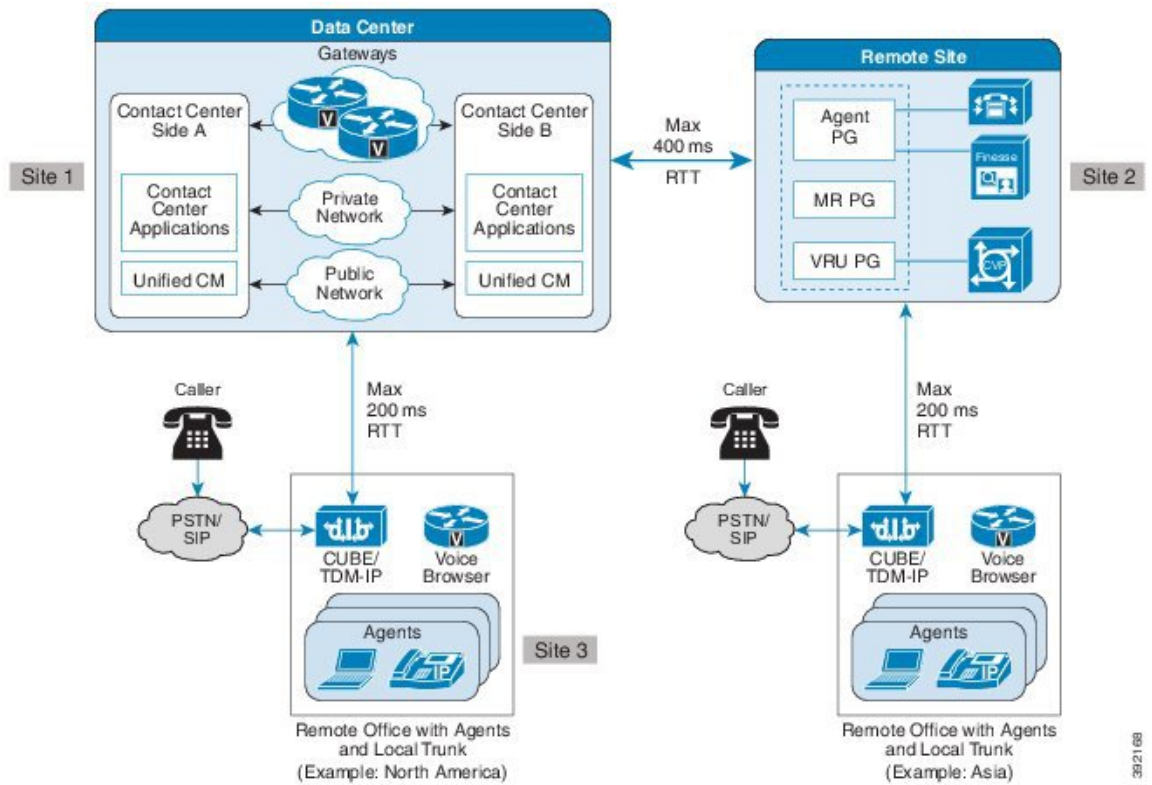 Data Center
Gateways
Contact Center
Side A
V
V
Contact Center
Side B
Contact
Center
Applications
Private
Network
Contact
Center
Applications
Unified CM
Public
Network
Unified CM
Site 1
Max
400 ms
RTT
Remote Site
Agent
PG
Finesse
MR PG
VRU PG
CVP
Site 2
Caller
Max
200 ms
RTT
PSTN/
SIP
CUBE/
TDM-IP
V
Voice
Browser
Agents
IP
Site 3
Remote Office with Agents
and Local Trunk
(Example: North America)
Caller
Max
200 ms
RTT
PSTN/
SIP
CUBE/
TDM-IP
V
Voice
Browser
Agents
IP
Remote Office with Agents
and Local Trunk
(Example: Asia)
392168